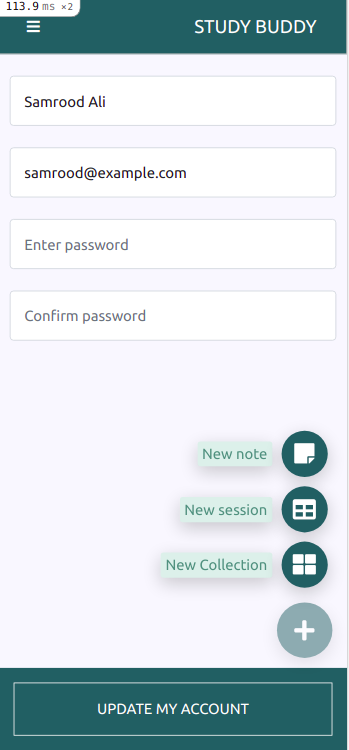 113.9 ms ×2
STUDY BUDDY
Samrood Ali
samrood@example.com
Enter password
Confirm password
New note
New session
New Collection
UPDATE MY ACCOUNT